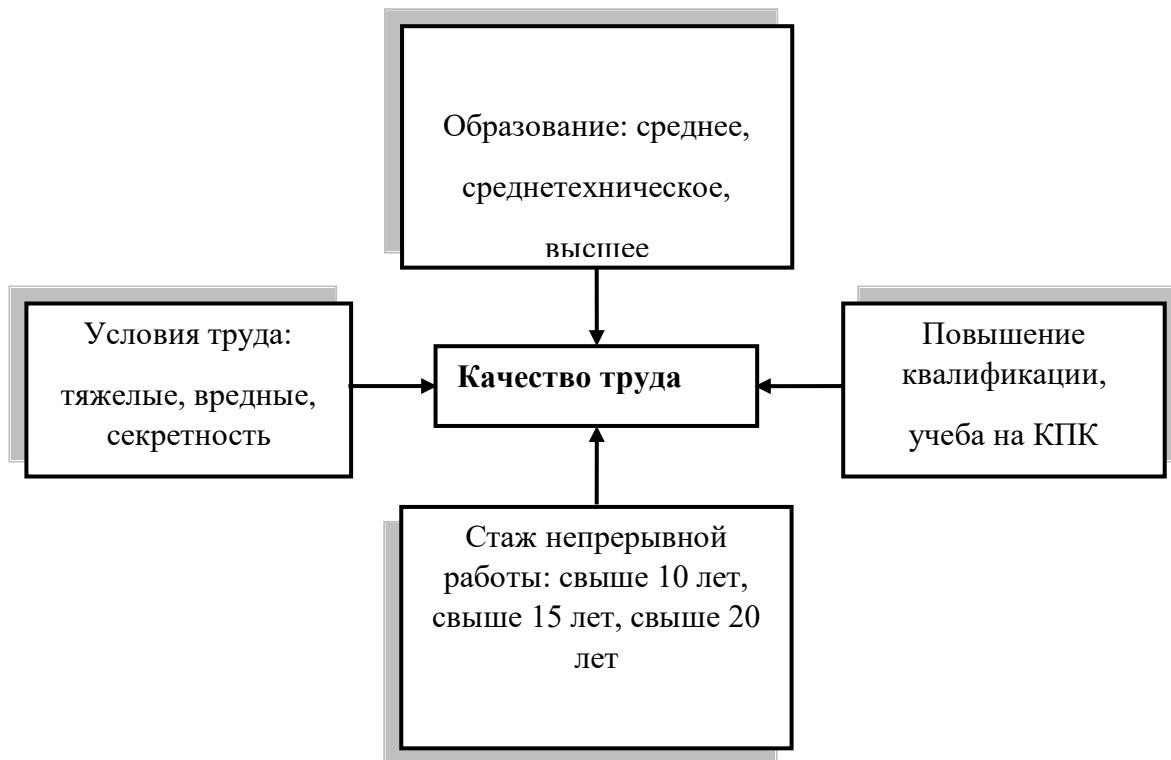 Образование: среднее,
среднетехническое,
высшее
Условия труда:
тяжелые, вредные,
секретность
Качество труда
Повышение
квалификации,
учеба на КПК
Стаж непрерывной
работы: свыше 10 лет,
свыше 15 лет, свыше 20
лет